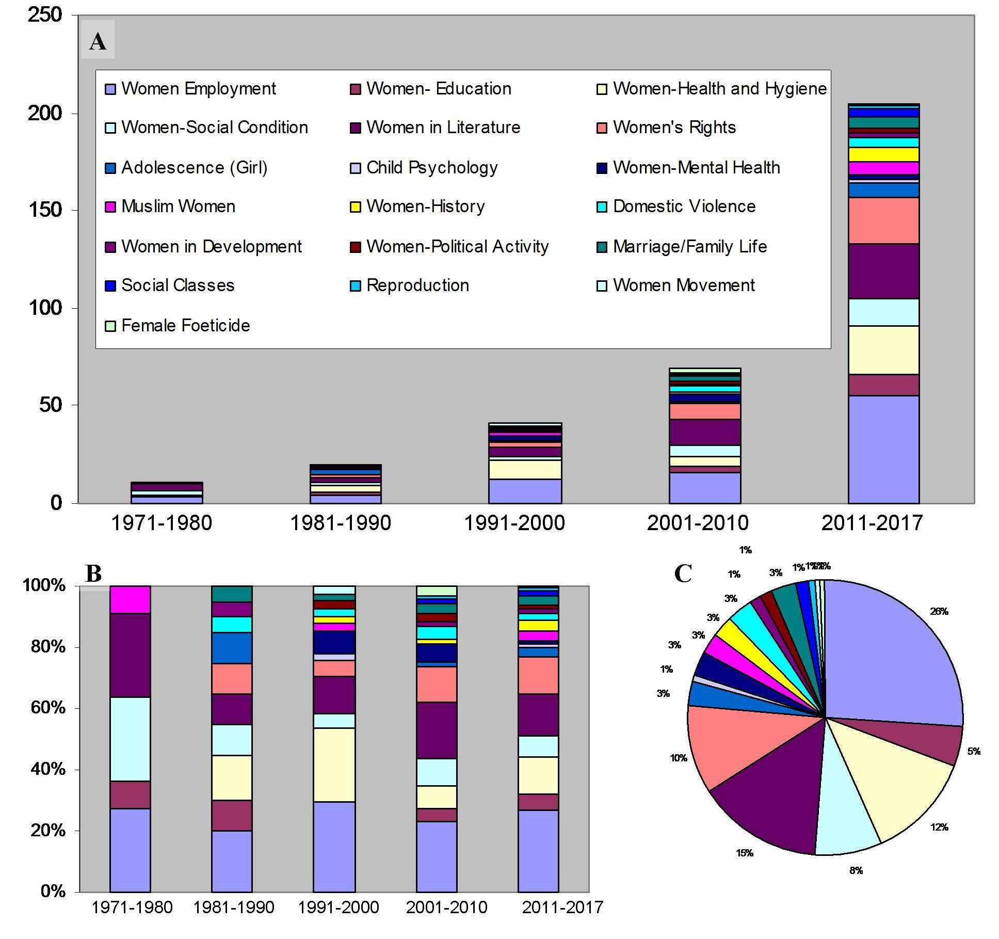 250
A
Women Employment Women- Education Women-Health and Hygiene
200
Women-Social Condition Women in Literature Women's Rights
Adolescence (Girl) Child Psychology Women-Mental Health
150
Muslim Women Women-History Domestic Violence
Women in Development Women-Political Activity Marriage/Family Life
Social Classes Reproduction Women Movement
100
Female Foeticide
50
0
1971-1980 1981-1990 1991-2000 2001-2010 2011-2017
B
100%
80%
60%
40%
20%
0%
1971-1980 1981-1990 1991-2000 2001-2010 2011-2017
C
1%
1%
3%
1%
1%
3%
3%
3%
3%
1%
3%
10%
15%
8%
12%
5%
26%